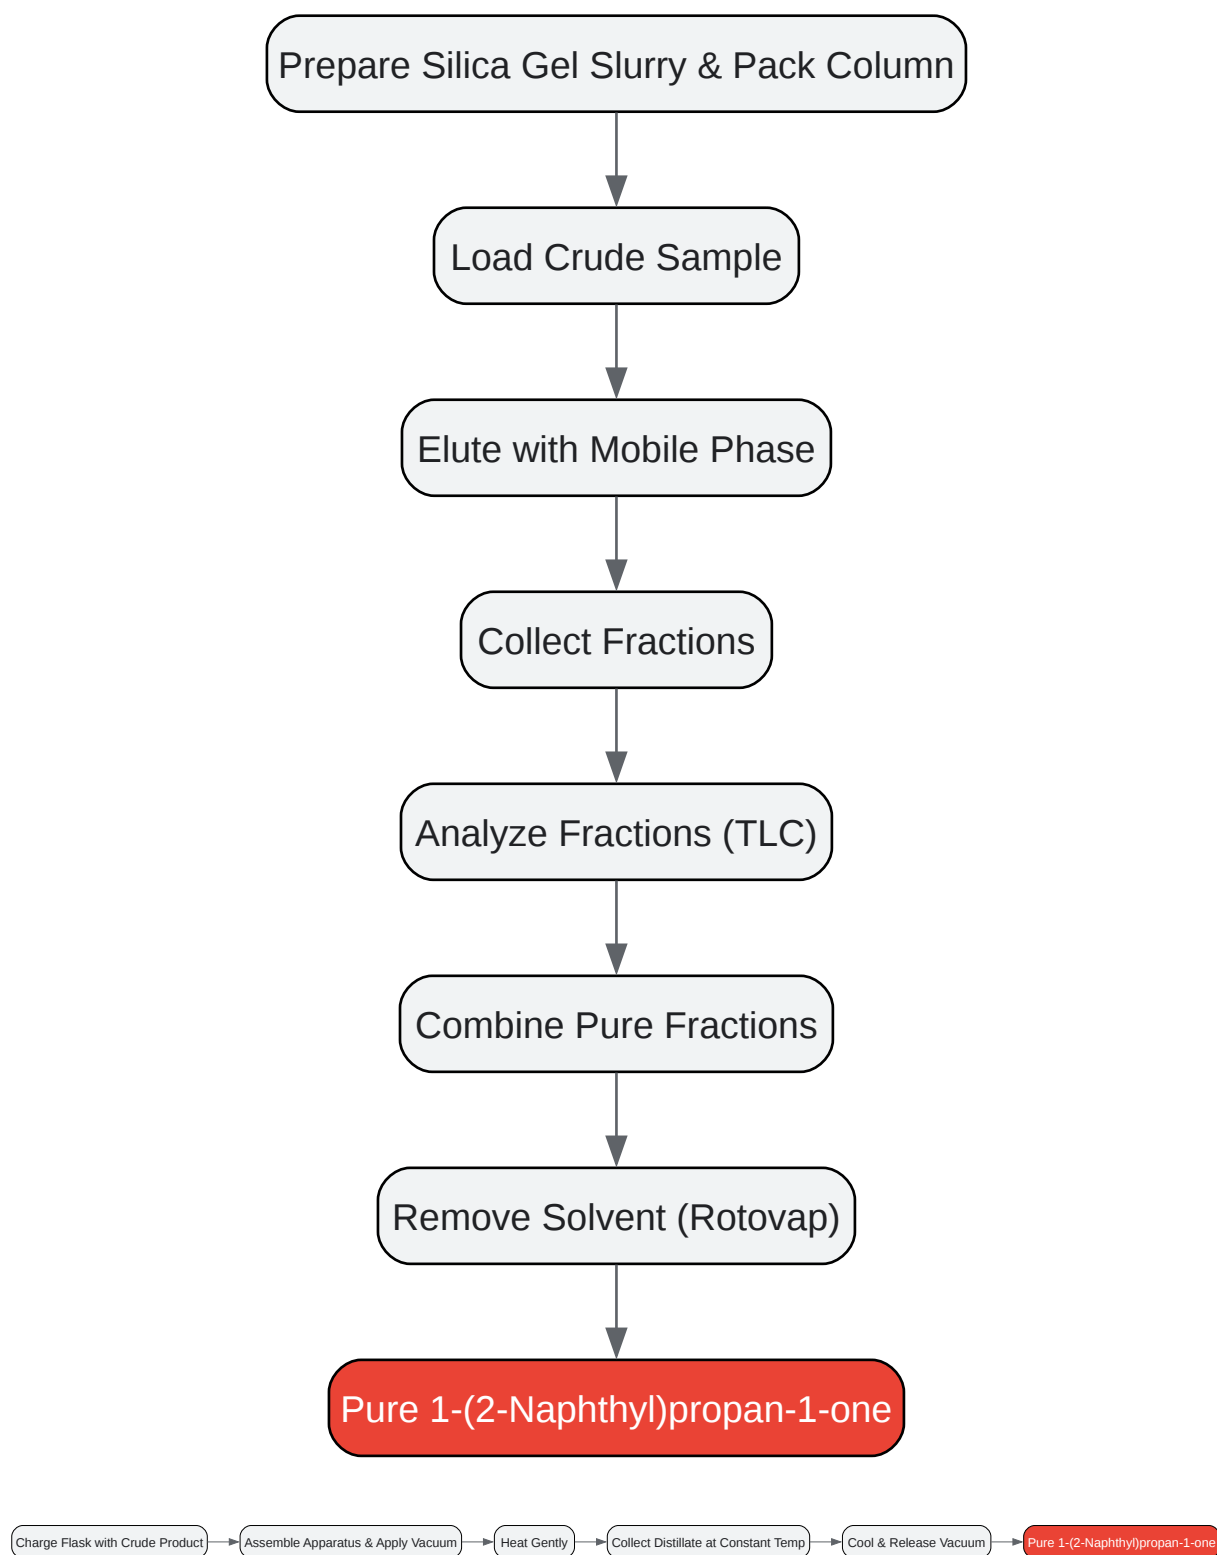 Prepare Silica Gel Slurry & Pack Column
Load Crude Sample
Elute with Mobile Phase
Collect Fractions
Analyze Fractions (TLC)
Combine Pure Fractions
Remove Solvent (Rotovap)
Pure 1-(2-Naphthyl)propan-1-one
Charge Flask with Crude Product
Assemble Apparatus & Apply Vacuum
Heat Gently
Collect Distillate at Constant Temp
Cool & Release Vacuum
Pure 1-(2-Naphthyl)propan-1-one